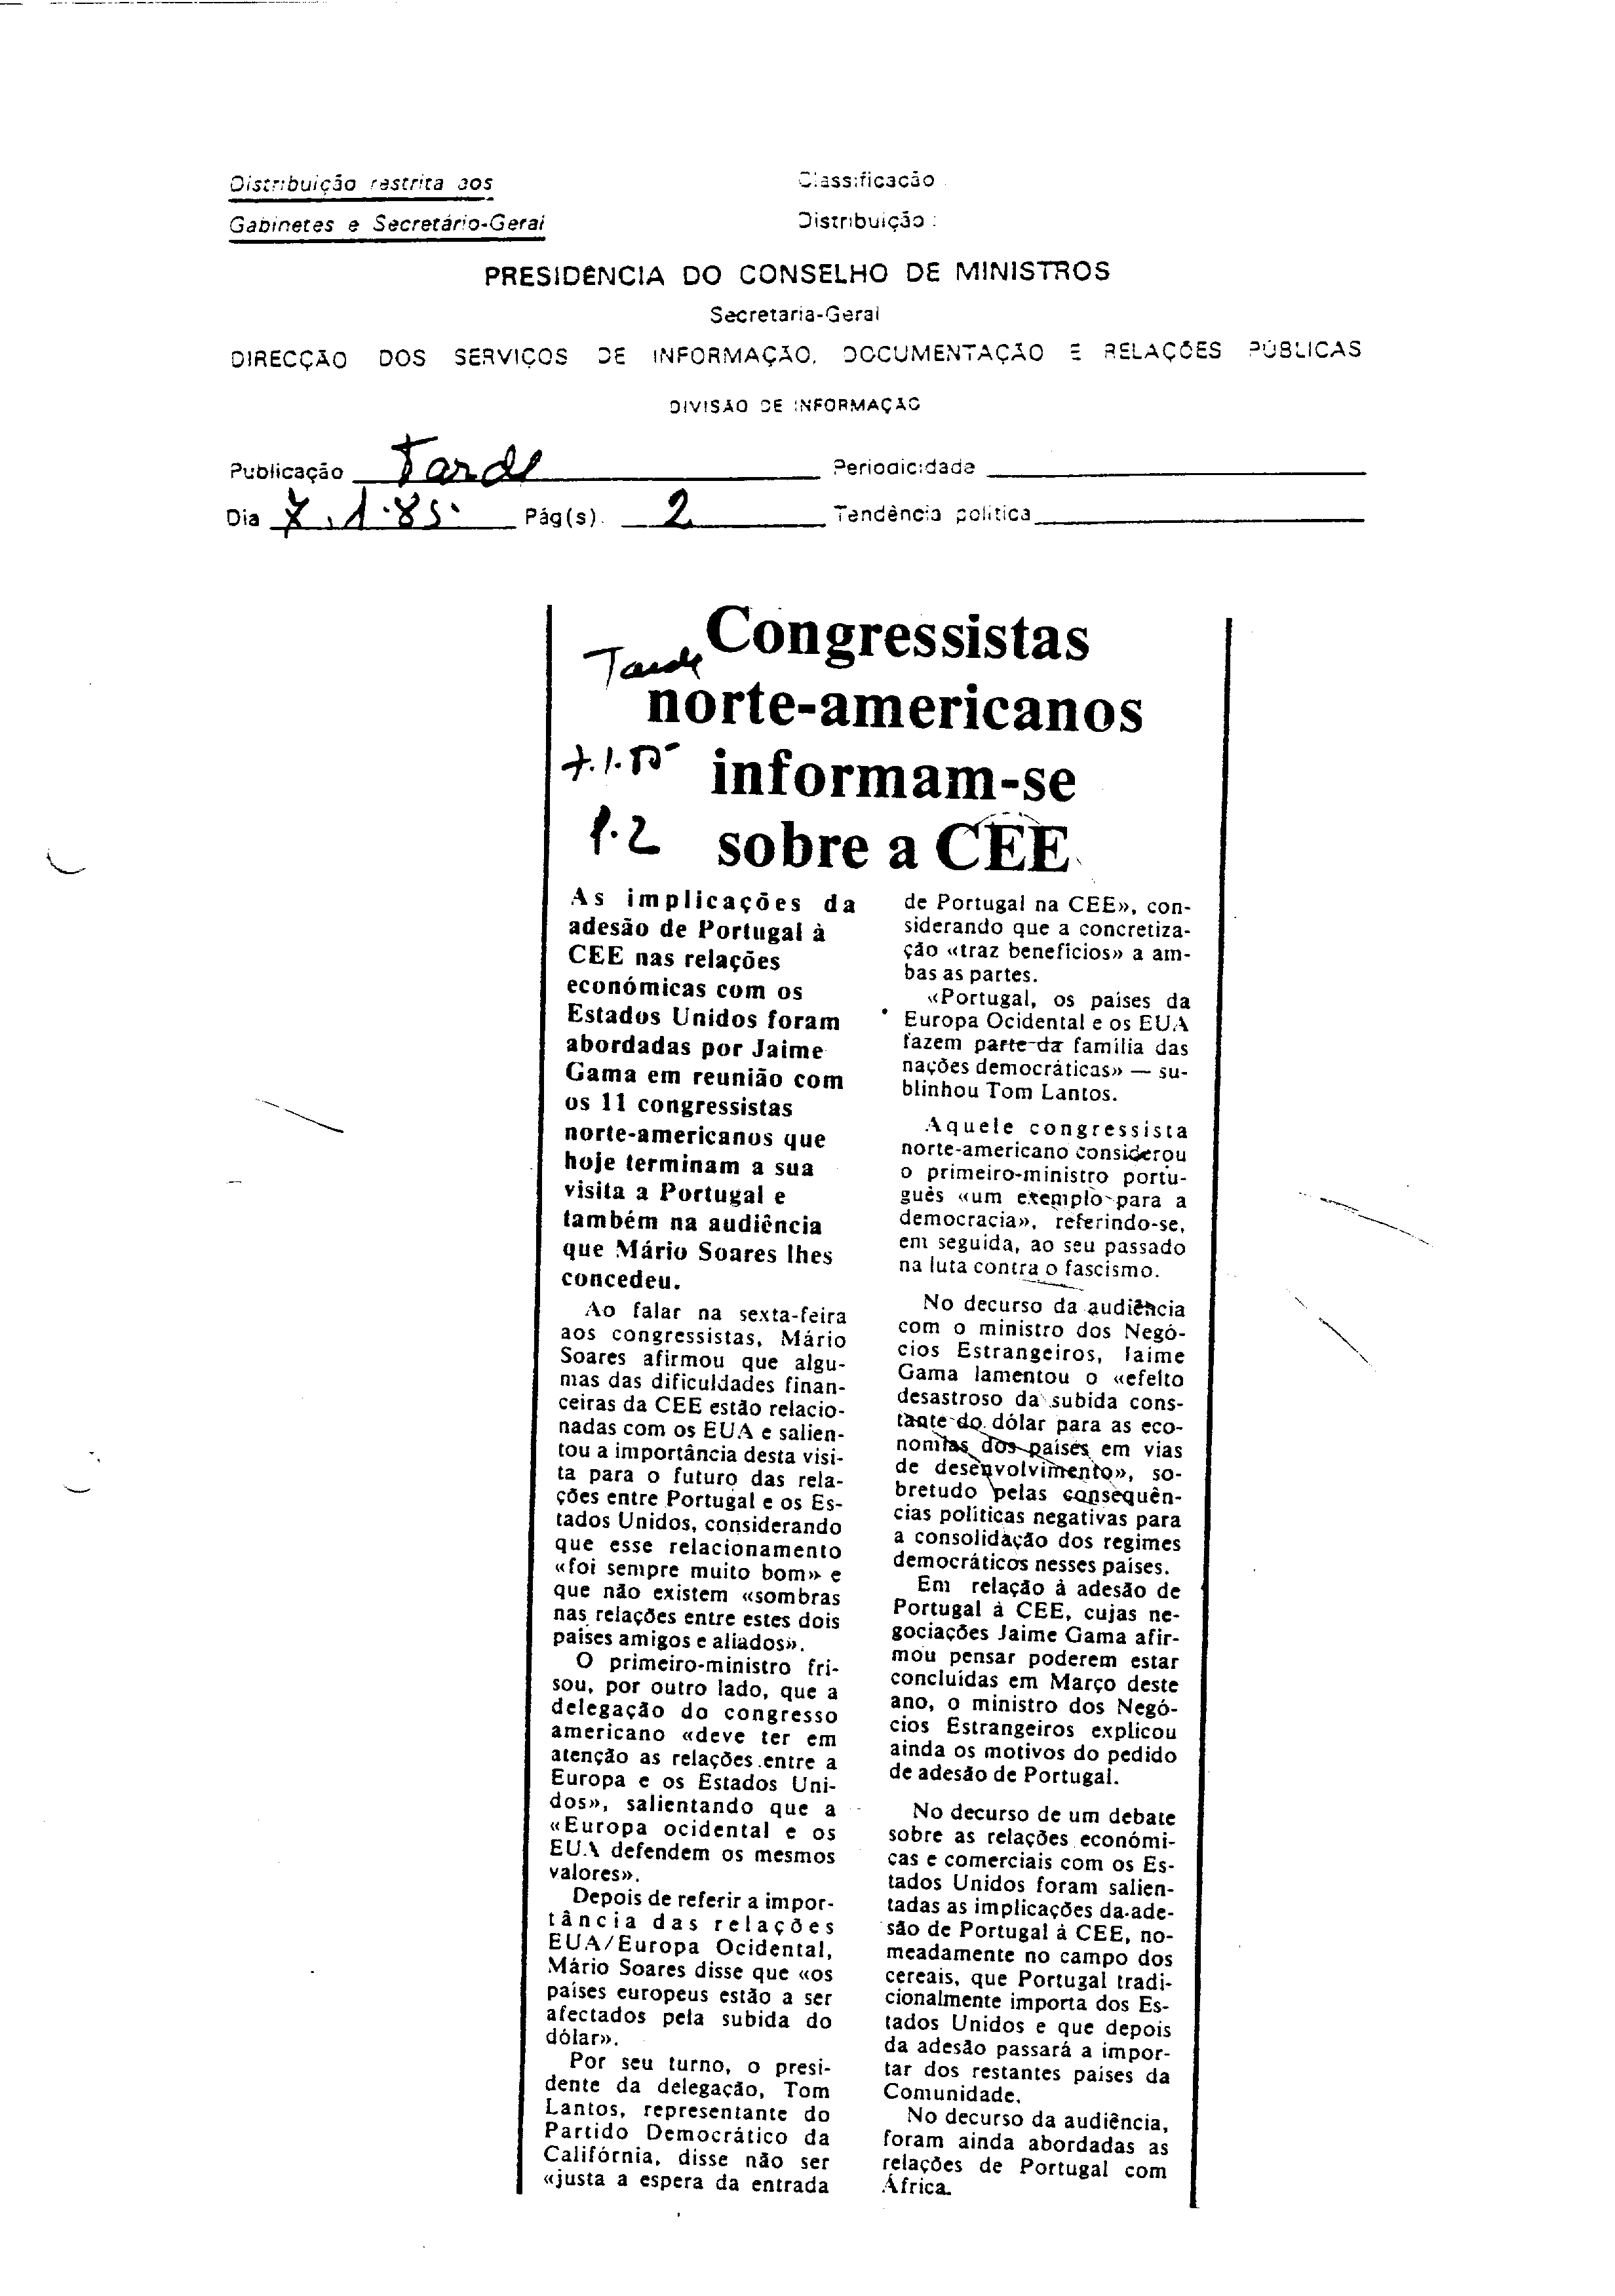 Distribuição restrita aos
Gabinetes e Secretário-Geral
Classificação
Distribuição :
PRESIDÊNCIA DO CONSELHO DE MINISTROS
Secretaria-Geral
DIRECÇÃO DOS SERVIÇOS DE INFORMAÇÃO, DOCUMENTAÇÃO E RELAÇÕES PÚBLICAS
DIVISÃO DE INFORMAÇÃO
Publicação Tarde Periodicidade
Dia 7.1.85. Pág(s). 2 Tendência política
Congressistas
Tarde
norte-americanos
informam-se
sobre a CEE
P.2
As implicações da
adesão de Portugal à
CEE nas relações
económicas com os
Estados Unidos foram
abordadas por Jaime
Gama em reunião com
os 11 congressistas
norte-americanos que
hoje terminam a sua
visita a Portugal e
também na audiência
que Mário Soares lhes
concedeu.
Ao falar na sexta-feira
aos congressistas, Mário
Soares afirmou que algu-
mas das dificuldades finan-
ceiras da CEE estão relacio-
nadas com os EUA e salien-
tou a importância desta visi-
ta para o futuro das rela-
ções entre Portugal e os Es-
tados Unidos, considerando
que esse relacionamento
«foi sempre muito bom» e
que não existem «sombras
nas relações entre estes dois
países amigos e aliados».
O primeiro-ministro fri-
sou, por outro lado, que a
delegação do congresso
americano «deve ter em
atenção as relações entre a
Europa e os Estados Uni-
dos», salientando que a
«Europa ocidental e os
EUA defendem os mesmos
valores».
Depois de referir a impor-
tância das relações
EUA/Europa Ocidental,
Mário Soares disse que «os
países europeus estão a ser
afectados pela subida do
dólar».
Por seu turno, o presi-
dente da delegação, Tom
Lantos, representante do
Partido Democrático da
Califórnia, disse não ser
«justa a espera da entrada
de Portugal na CEE», con-
siderando que a concretiza-
ção «traz benefícios» a am-
bas as partes.
«Portugal, os países da
Europa Ocidental e os EUA
fazem parte da família das
nações democráticas» — su-
blinhou Tom Lantos.
Aquele congressista
norte-americano considerou
o primeiro-ministro portu-
guês «um exemplo para a
democracia», referindo-se,
em seguida, ao seu passado
na luta contra o fascismo.
No decurso da audiência
com o ministro dos Negó-
cios Estrangeiros, Jaime
Gama lamentou o «efeito
desastroso da subida cons-
tante do dólar para as eco-
nomias dos países em vias
de desenvolvimento», so-
bretudo pelas consequên-
cias políticas negativas para
a consolidação dos regimes
democráticos nesses países.
Em relação à adesão de
Portugal à CEE, cujas ne-
gociações Jaime Gama afir-
mou pensar poderem estar
concluídas em Março deste
ano, o ministro dos Negó-
cios Estrangeiros explicou
ainda os motivos do pedido
de adesão de Portugal.
No decurso de um debate
sobre as relações económi-
cas e comerciais com os Es-
tados Unidos foram salien-
tadas as implicações da ade-
são de Portugal à CEE, no-
meadamente no campo dos
cereais, que Portugal tradi-
cionalmente importa dos Es-
tados Unidos e que depois
da adesão passará a impor-
tar dos restantes países da
Comunidade.
No decurso da audiência,
foram ainda abordadas as
relações de Portugal com
África.